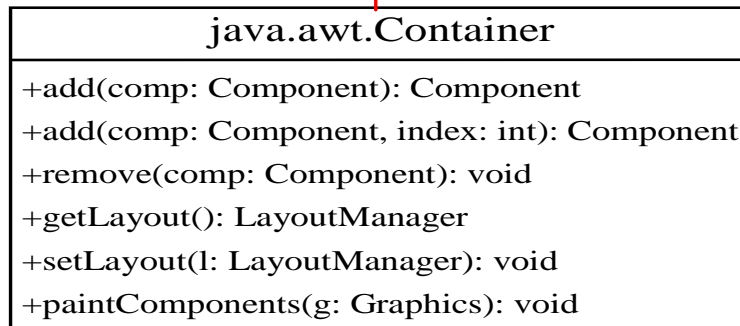 java.awt.Container
+add(comp: Component): Component
+add(comp: Component, index: int): Component
+remove(comp: Component): void
+getLayout(): LayoutManager
+setLayout(l: LayoutManager): void
+paintComponents(g: Graphics): void